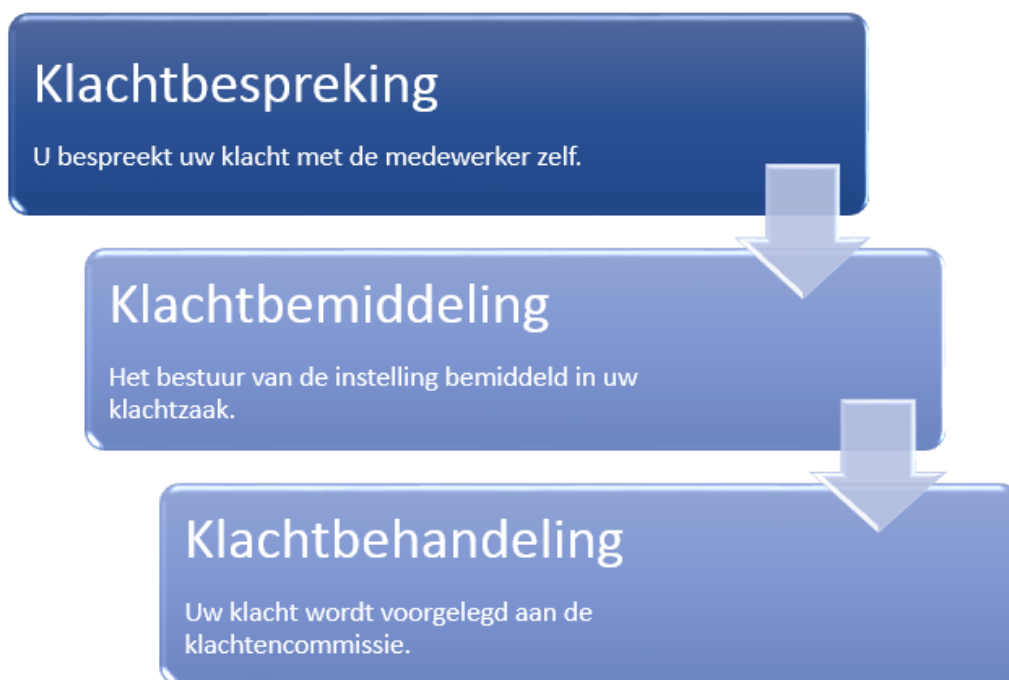 Klachtbespreking
U bespreekt uw klacht met de medewerker zelf.
Klachtbemiddeling
Het bestuur van de instelling bemiddeld in uw
klachtzaak.
Klachtbehandeling
Uw klacht wordt voorgelegd aan de
klachtencommissie.